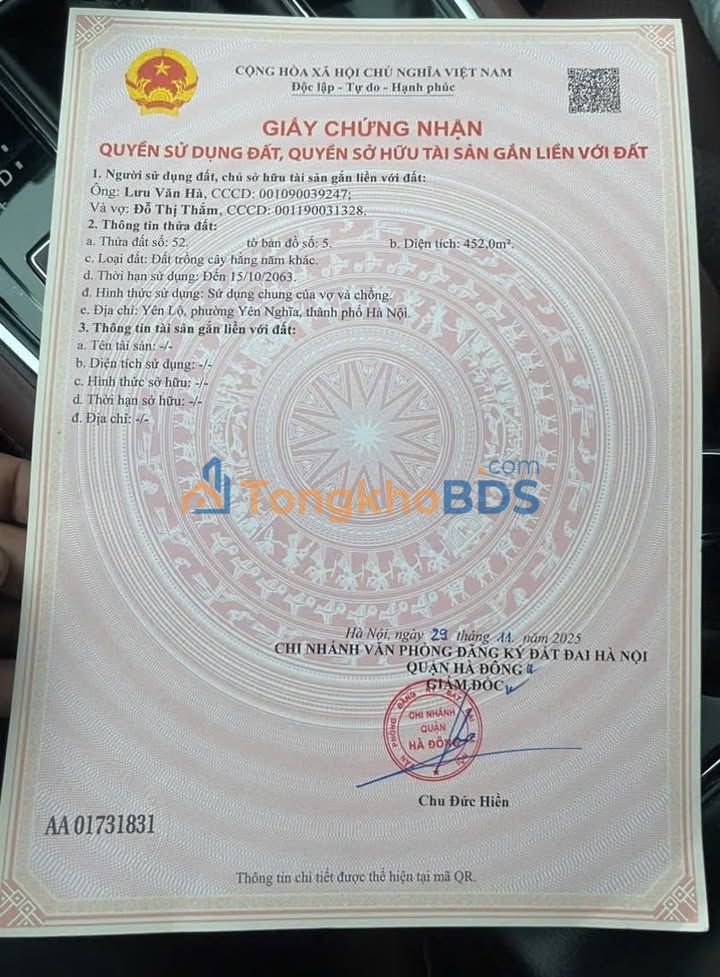 CỘNG HÒA XÃ HỘI CHỦ NGHĨA VIỆT NAM
Độc lập - Tự do - Hạnh phúc
GIẤY CHỨNG NHẬN
QUYỀN SỬ DỤNG ĐẤT, QUYỀN SỞ HỮU TÀI SẢN GẮN LIỀN VỚI ĐẤT
1. Người sử dụng đất, chủ sở hữu tài sản gắn liền với đất:
Ông: Lưu Văn Hà, CCCD: 001090039247;
Và vợ: Đỗ Thị Thắm, CCCD: 001190031328.
2. Thông tin thửa đất:
a. Thửa đất số: 52. tờ bản đồ số: 5. b. Diện tích: 452,0m².
c. Loại đất: Đất trồng cây hằng năm khác.
d. Thời hạn sử dụng: Đến 15/10/2063.
đ. Hình thức sử dụng: Sử dụng chung của vợ và chồng.
e. Địa chỉ: Yên Lộ, phường Yên Nghĩa, thành phố Hà Nội.
3. Thông tin tài sản gắn liền với đất:
a. Tên tài sản: -/-
b. Diện tích sử dụng: -/-
c. Hình thức sở hữu: -/-
d. Thời hạn sở hữu: -/-
đ. Địa chỉ: -/-
TongkhoBDS.com
Hà Nội, ngày 29 tháng 11 năm 2025
CHI NHÁNH VĂN PHÒNG ĐĂNG KÝ ĐẤT ĐAI HÀ NỘI
QUẬN HÀ ĐÔNG
GIÁM ĐỐC
CHI NHÁNH
QUẬN
HÀ ĐÔNG
Chu Đức Hiền
AA 01731831
Thông tin chi tiết được thể hiện tại mã QR.